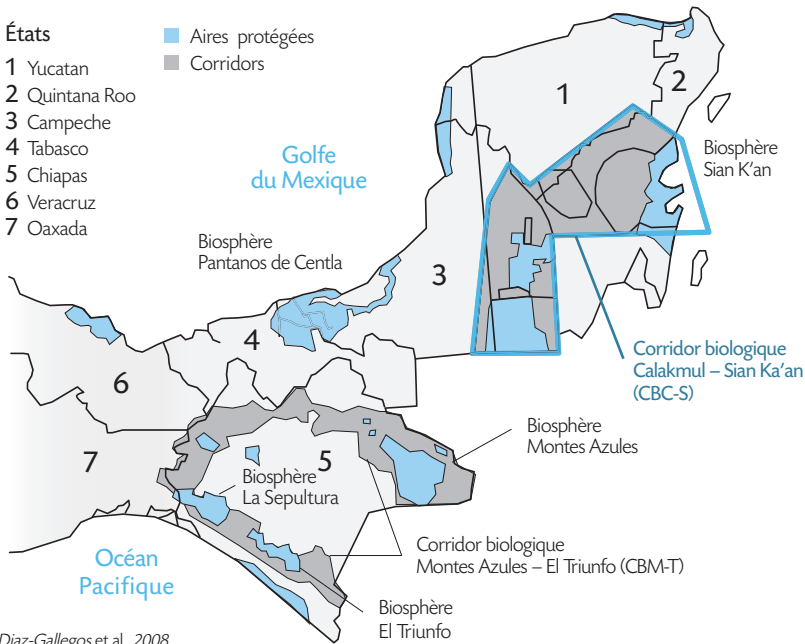 États
1 Yucatan
2 Quintana Roo
3 Campeche
4 Tabasco
5 Chiapas
6 Veracruz
7 Oaxada
Aires protégées
Corridors
Golfe
du Mexique
1
2
Biosphère
Sian K'an
Biosphère
Pantanos de Centla
3
4
Corridor biologique
Calakmul – Sian Ka'an
(CBC-S)
6
7
5
Biosphère
Montes Azules
Biosphère
La Sepultura
Corridor biologique
Montes Azules – El Triunfo (CBM-T)
Océan
Pacifique
Biosphère
El Triunfo
Diaz-Gallegos et al. 2008